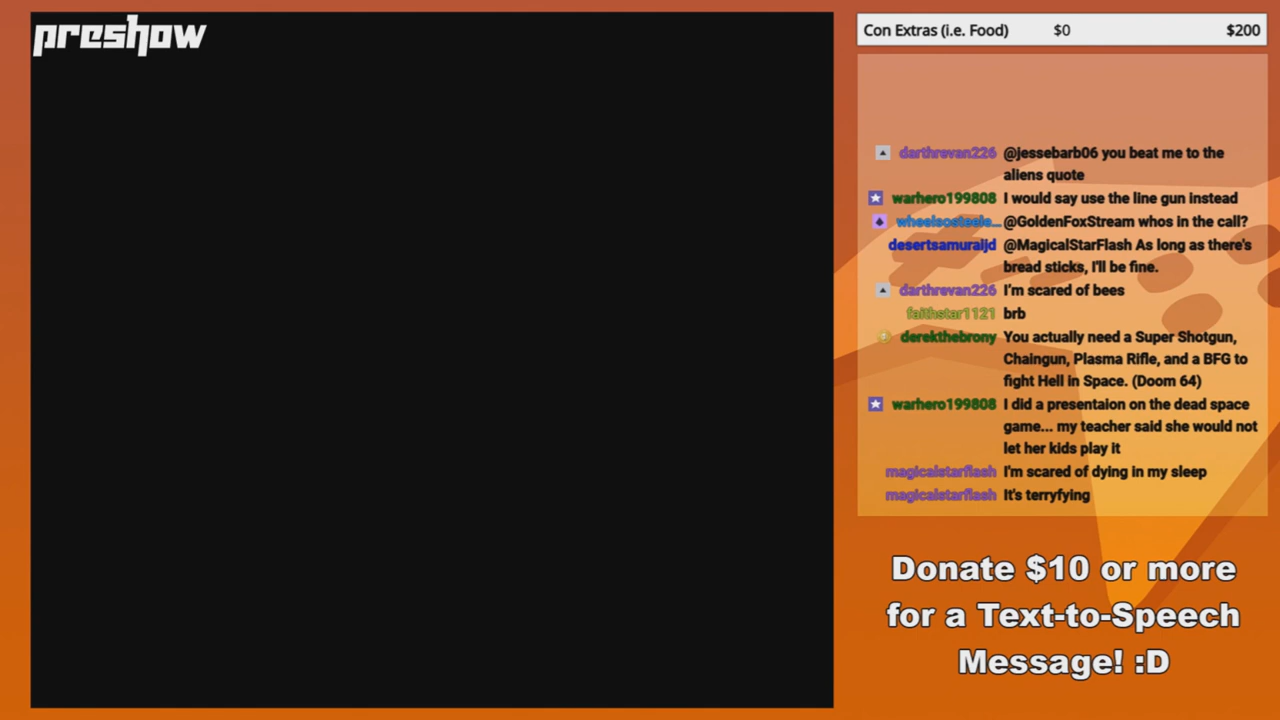 preshow
Con Extras (i.e. Food) $0 $200
darthrevan226 @jessebarb06 you beat me to the
aliens quote
warhero199808 I would say use the line gun instead
wheelsosteele... @GoldenFoxStream whos in the call?
desertsamuraijd @MagicalStarFlash As long as there's
bread sticks, I'll be fine.
darthrevan226 I'm scared of bees
faithstar1121 brb
derekthebrony You actually need a Super Shotgun,
Chaingun, Plasma Rifle, and a BFG to
fight Hell in Space. (Doom 64)
warhero199808 I did a presentaion on the dead space
game... my teacher said she would not
let her kids play it
magicalstarflash I'm scared of dying in my sleep
magicalstarflash It's terryfying
Donate $10 or more
for a Text-to-Speech
Message! :D